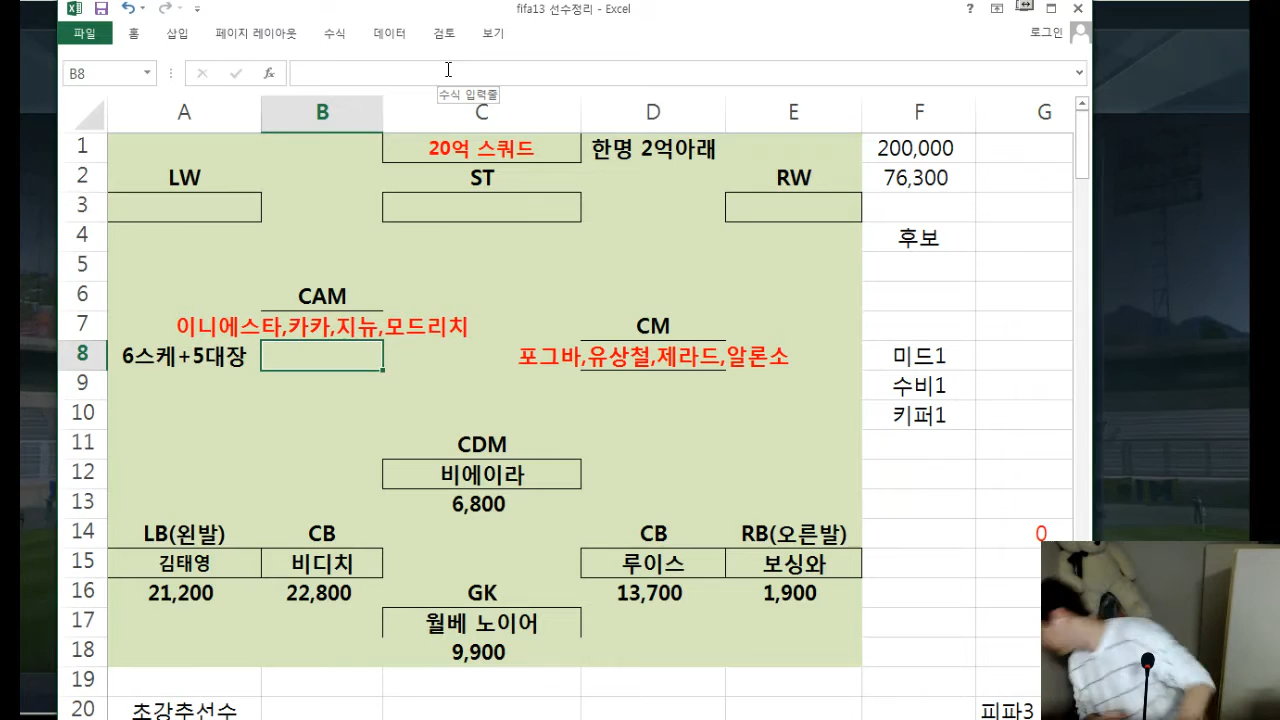 fifa13 선수정리 - Excel
파일 홈 삽입 페이지 레이아웃 수식 데이터 검토 보기 로그인
B8 fx
수식 입력줄
A B C D E F G
1 20억 스쿼드 한명 2억아래 200,000
2 LW ST RW 76,300
3
4 후보
5
6 CAM
7 이니에스타,카카,지뉴,모드리치 CM
8 6스케+5대장 포그바,유상철,제라드,알론소 미드1
9 수비1
10 키퍼1
11 CDM
12 비에이라
13 6,800
14 LB(왼발) CB CB RB(오른발) 0
15 김태영 비디치 루이스 보싱와
16 21,200 22,800 GK 13,700 1,900
17 월베 노이어
18 9,900
19
20 초강추선수 피파3